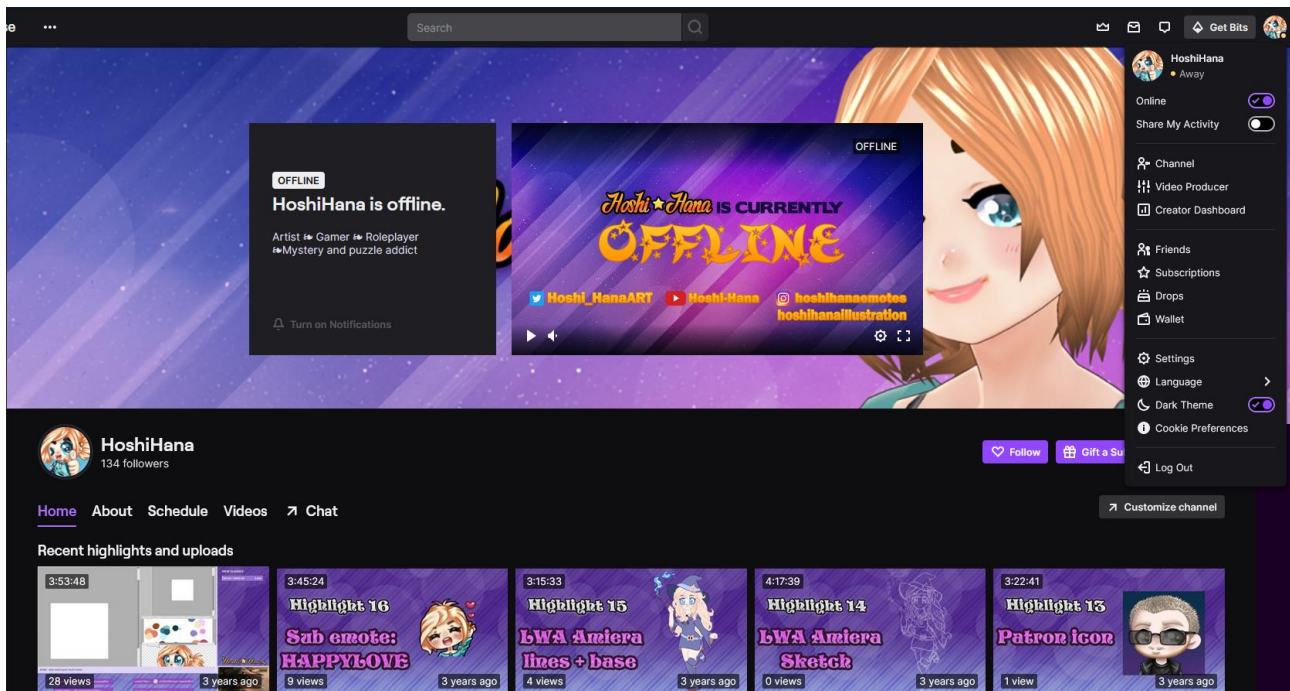 se ...
Search
Get Bits
HoshiHana
Away
Online
Share My Activity
Channel
Video Producer
Creator Dashboard
Friends
Subscriptions
Drops
Wallet
Settings
Language
Dark Theme
Cookie Preferences
Log Out
OFFLINE
HoshiHana is offline.
Artist Gamer Roleplayer
Mystery and puzzle addict
Turn on Notifications
OFFLINE
Hoshi★Hana IS CURRENTLY
OFFLINE
Hoshi_HanaART Hoshi-Hana hoshihanaemotes
hoshihanaillustration
HoshiHana
134 followers
Follow Gift a Su
Home About Schedule Videos Chat
Customize channel
Recent highlights and uploads
3:53:48
28 views 3 years ago
3:45:24
Highlight 16
Sub emote:
HAPPYLOVE
9 views 3 years ago
3:15:33
Highlight 15
LWA Amiera
lines + base
4 views 3 years ago
4:17:39
Highlight 14
LWA Amiera
Sketch
0 views 3 years ago
3:22:41
Highlight 13
Patron icon
1 view 3 years ago